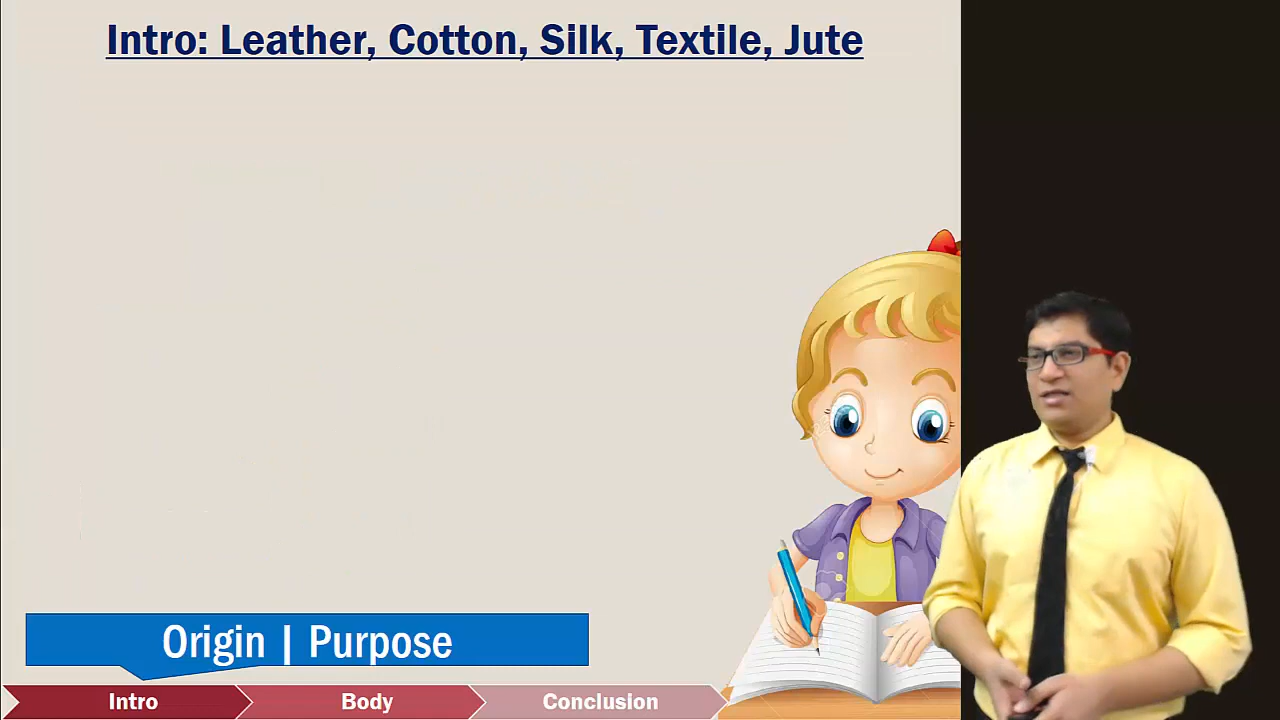 Intro: Leather, Cotton, Silk, Textile, Jute
Origin | Purpose
Intro
Body
Conclusion